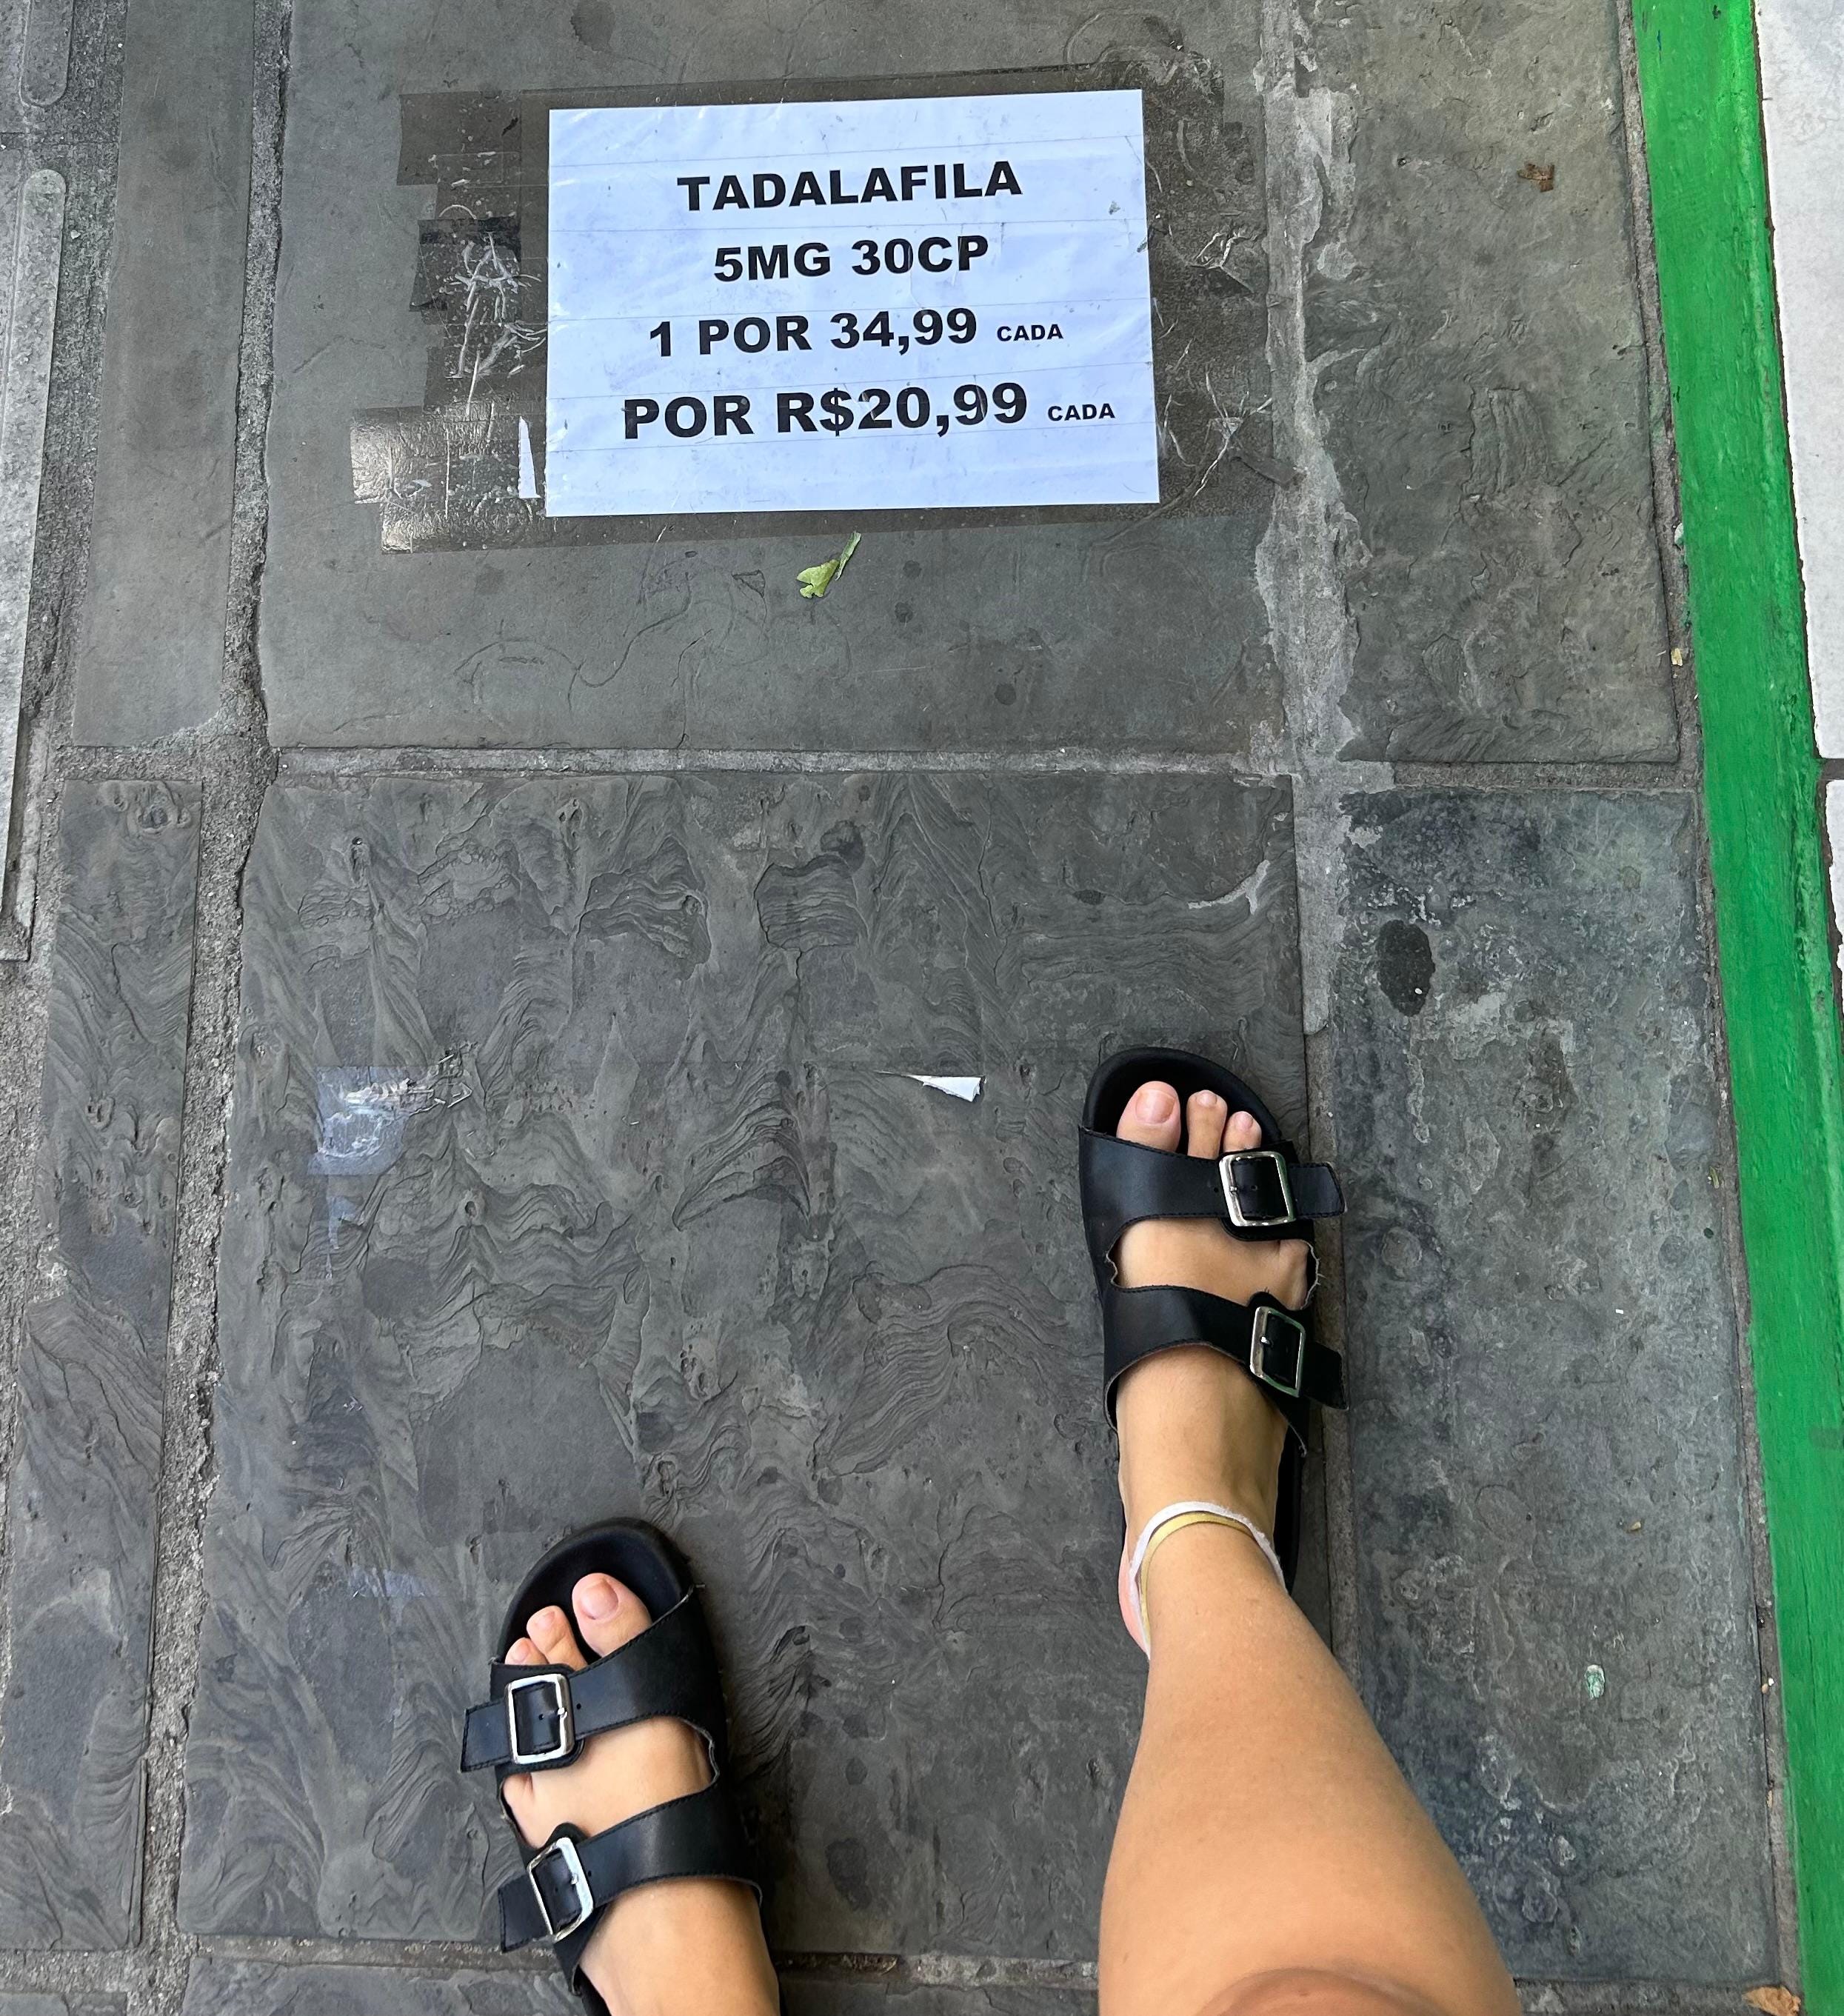 TADALAFILA
5MG 30CP
1 POR 34,99 CADA
POR R$20,99 CADA